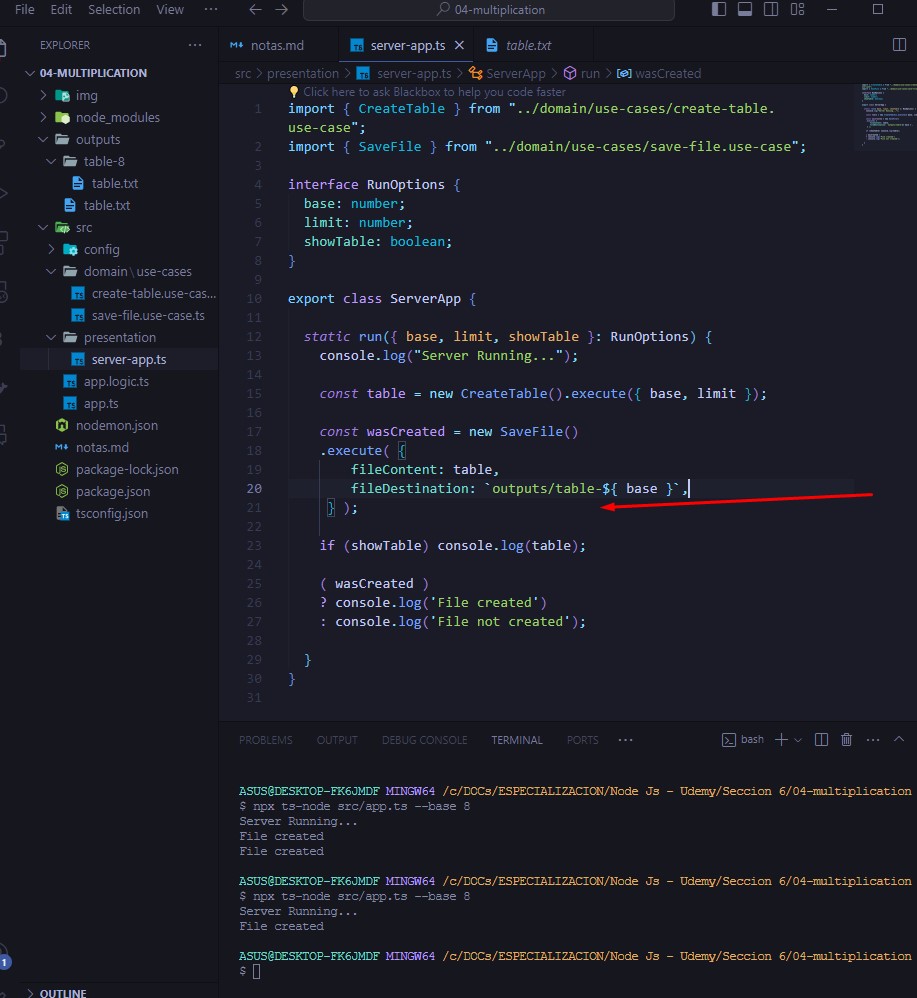 File Edit Selection View ··· 04-multiplication
EXPLORER ···
04-MULTIPLICATION
img
node_modules
outputs
table-8
table.txt
table.txt
src
config
domain\use-cases
create-table.use-cas...
save-file.use-case.ts
presentation
server-app.ts
app.logic.ts
app.ts
nodemon.json
notas.md
package-lock.json
package.json
tsconfig.json
OUTLINE
1
notas.md server-app.ts table.txt
src > presentation > server-app.ts > ServerApp > run > wasCreated
Click here to ask Blackbox to help you code faster
1 import { CreateTable } from "../domain/use-cases/create-table.
use-case";
2 import { SaveFile } from "../domain/use-cases/save-file.use-case";
3
4 interface RunOptions {
5 base: number;
6 limit: number;
7 showTable: boolean;
8 }
9
10 export class ServerApp {
11
12 static run({ base, limit, showTable }: RunOptions) {
13 console.log("Server Running...");
14
15 const table = new CreateTable().execute({ base, limit });
16
17 const wasCreated = new SaveFile()
18 .execute( {
19 fileContent: table,
20 fileDestination: `outputs/table-${ base }`,
21 } );
22
23 if (showTable) console.log(table);
24
25 ( wasCreated )
26 ? console.log('File created')
27 : console.log('File not created');
28
29 }
30 }
31
PROBLEMS OUTPUT DEBUG CONSOLE TERMINAL PORTS ··· bash
ASUS@DESKTOP-FK6JMDF MINGW64 /c/DOCs/ESPECIALIZACION/Node Js - Udemy/Seccion 6/04-multiplication
$ npx ts-node src/app.ts --base 8
Server Running...
File created
File created
ASUS@DESKTOP-FK6JMDF MINGW64 /c/DOCs/ESPECIALIZACION/Node Js - Udemy/Seccion 6/04-multiplication
$ npx ts-node src/app.ts --base 8
Server Running...
File created
ASUS@DESKTOP-FK6JMDF MINGW64 /c/DOCs/ESPECIALIZACION/Node Js - Udemy/Seccion 6/04-multiplication
$